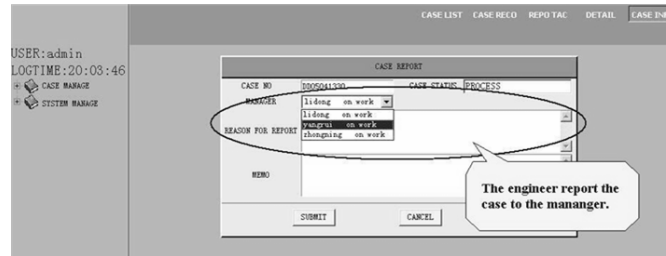 CASE LIST CASE RECO REPO TAC DETAIL CASE IN
USER:admin
LOGTIME:20:03:46
CASE MANAGE
SYSTEM MANAGE
CASE REPORT
CASE NO DD05041330 CASE STATUS PROCESS
MANAGER lidong on work
lidong on work
yangrui on work
zhongning on work
REASON FOR REPORT
MEMO
The engineer report the
case to the mananger.
SUBMIT CANCEL